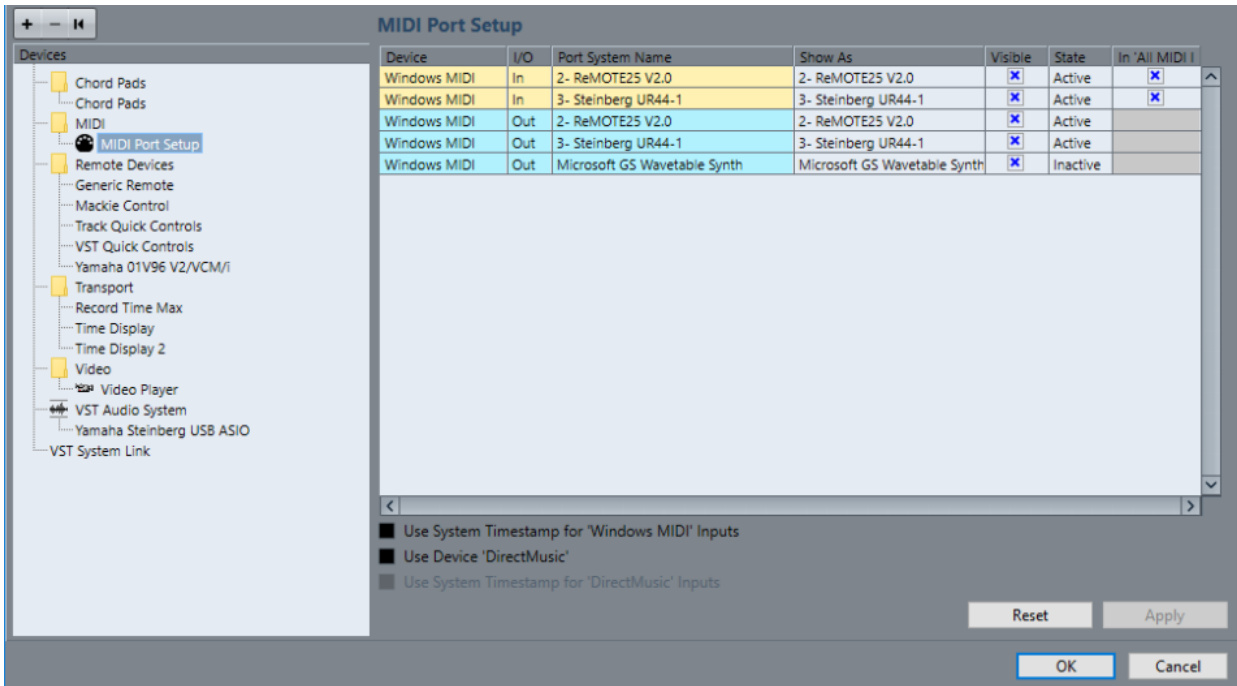 + - 
MIDI Port Setup
Devices
Chord Pads
Chord Pads
MIDI
MIDI Port Setup
Remote Devices
Generic Remote
Mackie Control
Track Quick Controls
VST Quick Controls
Yamaha 01V96 V2/VCM/i
Transport
Record Time Max
Time Display
Time Display 2
Video
Video Player
VST Audio System
Yamaha Steinberg USB ASIO
VST System Link
Device I/O Port System Name Show As Visible State In 'All MIDI I
Windows MIDI In 2- ReMOTE25 V2.0 2- ReMOTE25 V2.0 Active
Windows MIDI In 3- Steinberg UR44-1 3- Steinberg UR44-1 Active
Windows MIDI Out 2- ReMOTE25 V2.0 2- ReMOTE25 V2.0 Active
Windows MIDI Out 3- Steinberg UR44-1 3- Steinberg UR44-1 Active
Windows MIDI Out Microsoft GS Wavetable Synth Microsoft GS Wavetable Synth Inactive
Use System Timestamp for 'Windows MIDI' Inputs
Use Device 'DirectMusic'
Use System Timestamp for 'DirectMusic' Inputs
Reset Apply
OK Cancel